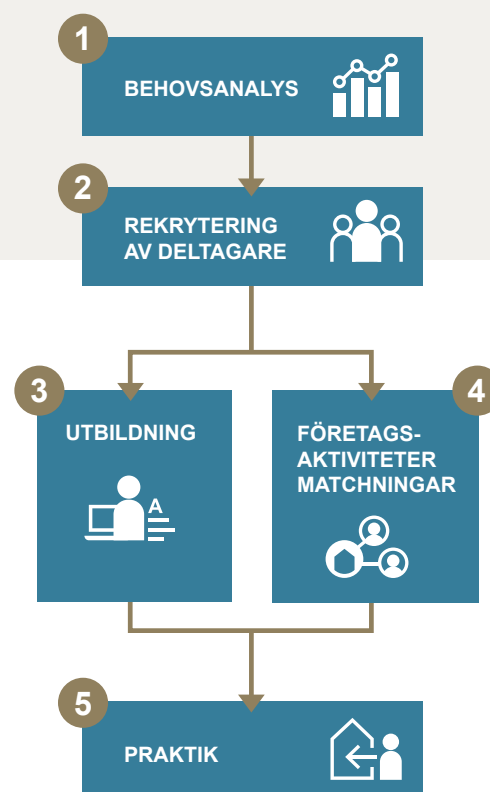 1
BEHOVSANALYS
2
REKRYTERING
AV DELTAGARE
3
UTBILDNING
A
4
FÖRETAGS-
AKTIVITETER
MATCHNINGAR
5
PRAKTIK